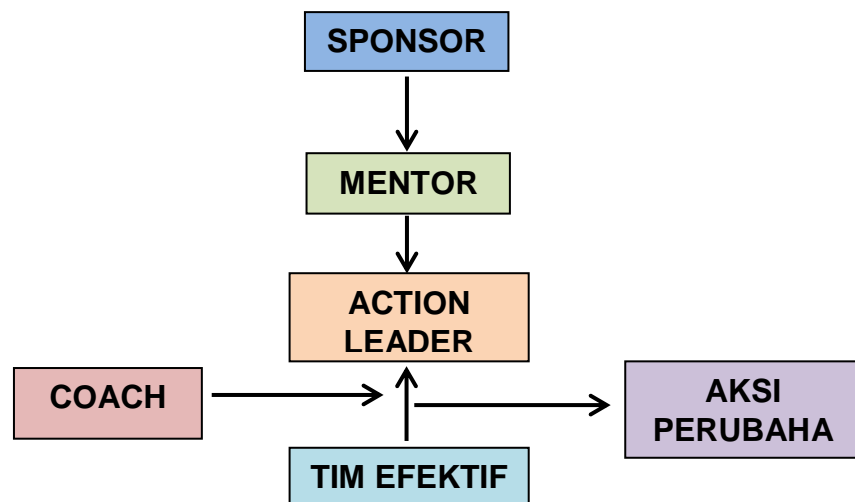 SPONSOR
MENTOR
ACTION
LEADER
COACH
AKSI
PERUBAHA
TIM EFEKTIF